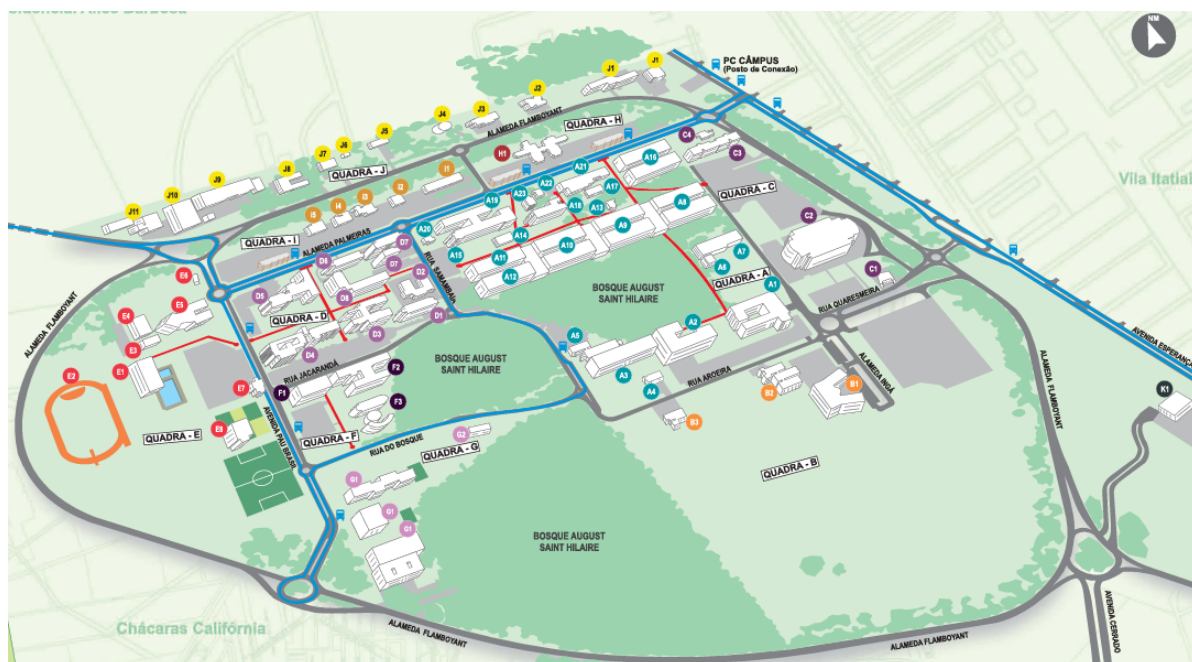 NM
PC CÂMPUS
(Posto de Conexão)
J1
J1
J2
J3
J4
J5
J6
J7
J8
J9
J10
J11
ALAMEDA FLAMBOYANT
QUADRA - H
QUADRA - J
H1
C4
C3
A16
I1
I2
I3
I4
I5
A21
A22
A23
A17
A18
A13
A19
A8
QUADRA - C
Vila Itatiai
QUADRA - I
ALAMEDA PALMEIRAS
A20
A14
A9
C2
A15
A10
A11
A12
A7
A6
D7
D7
D6
D2
RUA SAMAMBAIA
E6
E5
D5
D8
QUADRA - D
D3
D1
D4
BOSQUE AUGUST
SAINT HILAIRE
QUADRA - A
A1
C1
RUA QUARESMEIRA
ALAMEDA FLAMBOYANT
E4
E3
E1
E2
A5
A2
A3
A4
RUA AROEIRA
AVENIDA ESPERANÇ
RUA JACARANDÁ
BOSQUE AUGUST
SAINT HILAIRE
F2
F1
F3
E7
E8
B2
B1
B3
ALAMEDA INGÁ
ALAMEDA FLAMBOYANT
K1
QUADRA - E
AVENIDA PAU BRASIL
QUADRA - F
RUA DO BOSQUE
G2
QUADRA - G
QUADRA - B
G1
G1
G1
BOSQUE AUGUST
SAINT HILAIRE
Chácaras Califórnia
ALAMEDA FLAMBOYANT
ALAMEDA FLAMBOYANT
AVENIDA CERRADO